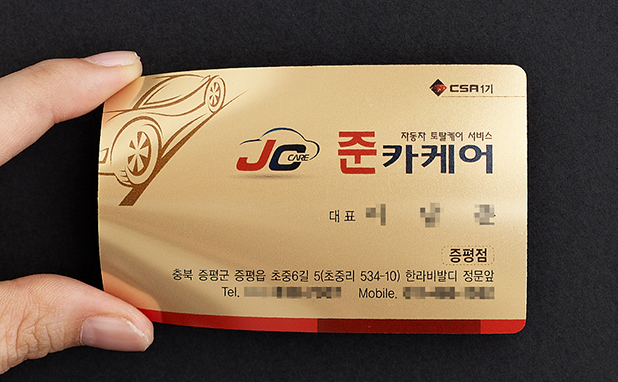 CSA1기
자동차 토탈케어 서비스
JC CARE 준카케어
대표
증평점
충북 증평군 증평읍 초중6길 5(초중리 534-10) 한라비발디 정문앞
Tel. Mobile.